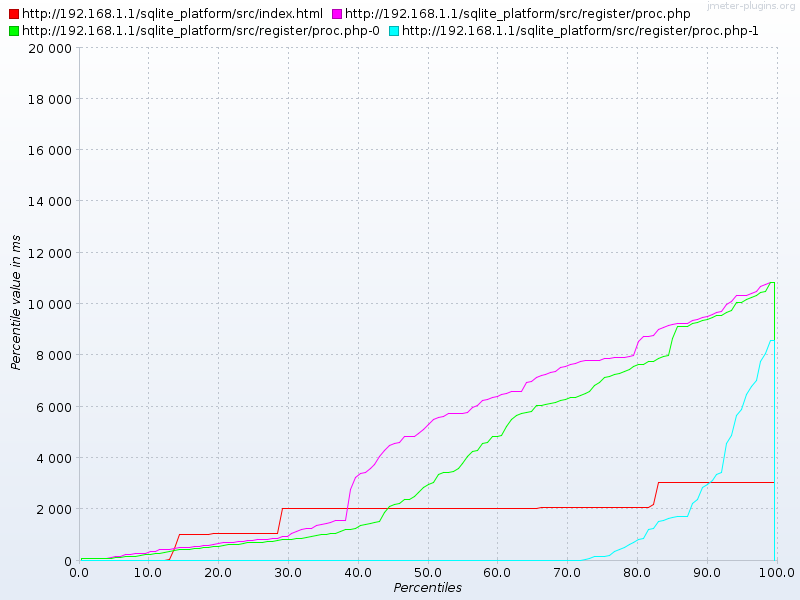 jmeter-plugins.org
http://192.168.1.1/sqlite_platform/src/index.html http://192.168.1.1/sqlite_platform/src/register/proc.php
http://192.168.1.1/sqlite_platform/src/register/proc.php-0 http://192.168.1.1/sqlite_platform/src/register/proc.php-1
20 000
18 000
16 000
14 000
12 000
10 000
8 000
6 000
4 000
2 000
0
Percentile value in ms
0.0 10.0 20.0 30.0 40.0 50.0 60.0 70.0 80.0 90.0 100.0
Percentiles